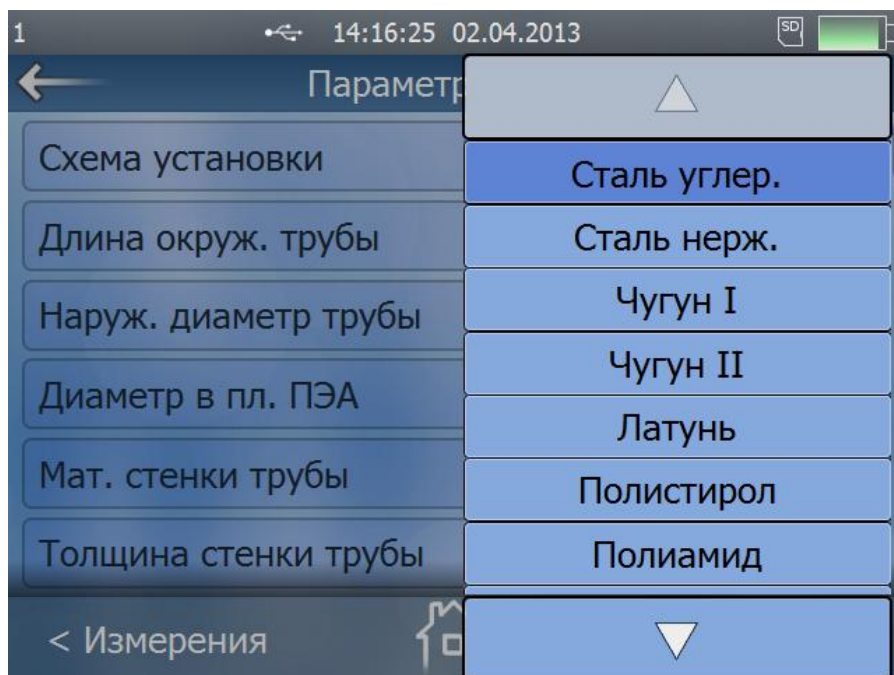 1 14:16:25 02.04.2013 SD
Параметр
Схема установки
Длина окруж. трубы
Наруж. диаметр трубы
Диаметр в пл. ПЭА
Мат. стенки трубы
Толщина стенки трубы
< Измерения
Сталь углер.
Сталь нерж.
Чугун I
Чугун II
Латунь
Полистирол
Полиамид